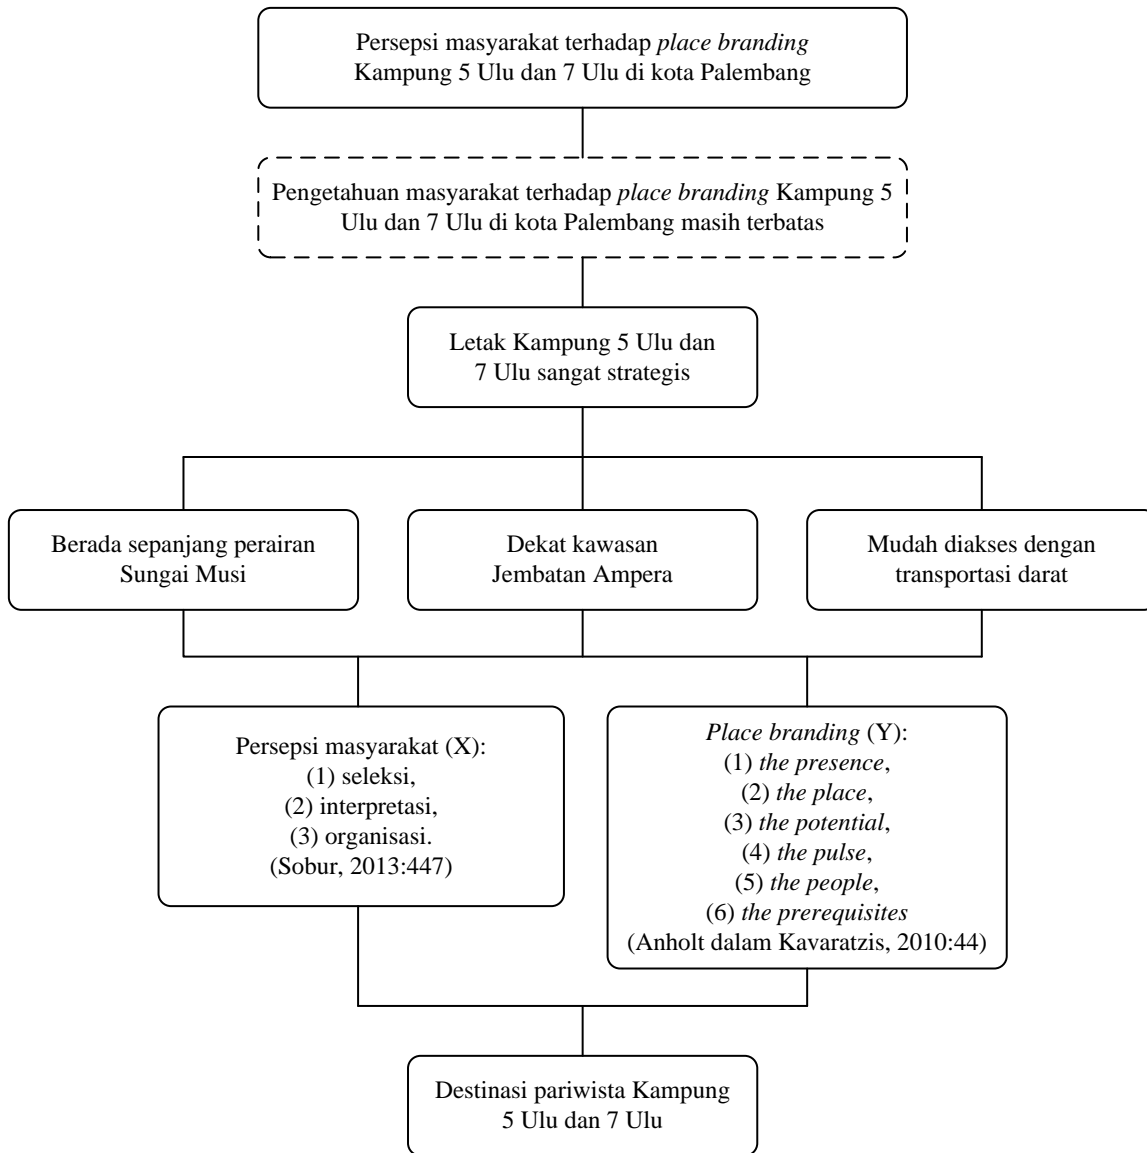 Persepsi masyarakat terhadap place branding
Kampung 5 Ulu dan 7 Ulu di kota Palembang
Pengetahuan masyarakat terhadap place branding Kampung 5
Ulu dan 7 Ulu di kota Palembang masih terbatas
Letak Kampung 5 Ulu dan
7 Ulu sangat strategis
Berada sepanjang perairan
Sungai Musi
Dekat kawasan
Jembatan Ampera
Mudah diakses dengan
transportasi darat
Persepsi masyarakat (X):
(1) seleksi,
(2) interpretasi,
(3) organisasi.
(Sobur, 2013:447)
Place branding (Y):
(1) the presence,
(2) the place,
(3) the potential,
(4) the pulse,
(5) the people,
(6) the prerequisites
(Anholt dalam Kavaratzis, 2010:44)
Destinasi pariwista Kampung
5 Ulu dan 7 Ulu